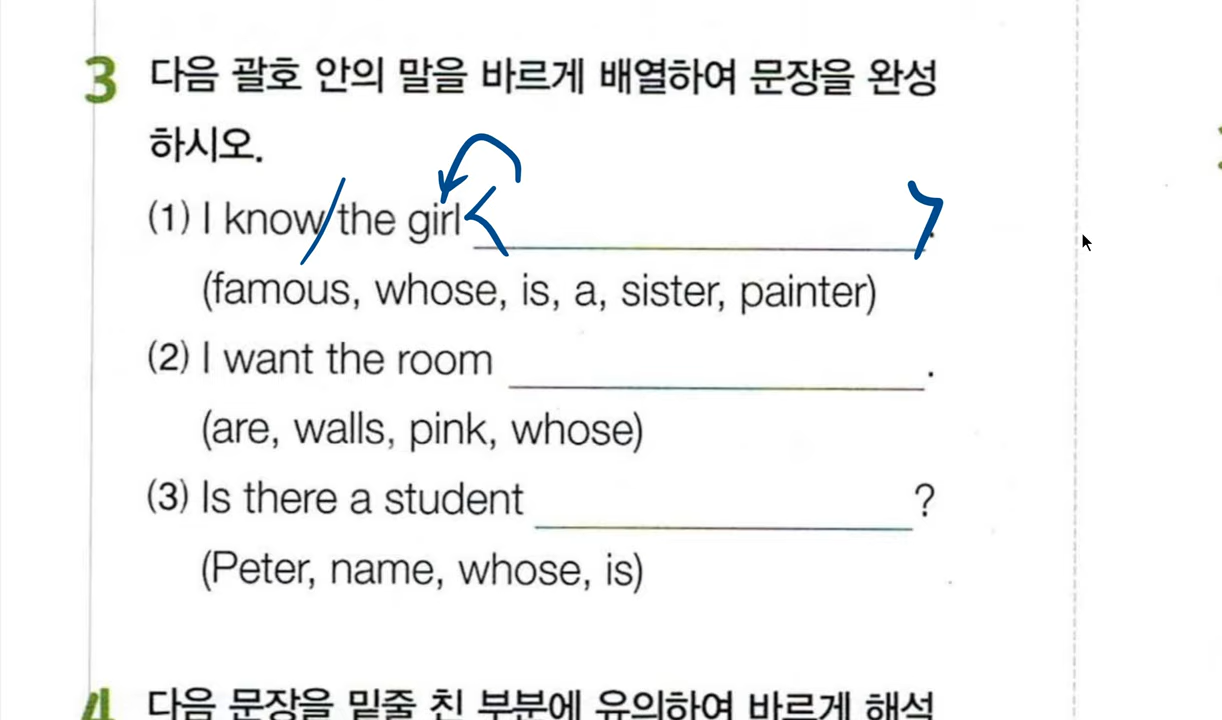 3 다음 괄호 안의 말을 바르게 배열하여 문장을 완성
하시오.
(1) I know the girl ____________.
(famous, whose, is, a, sister, painter)
(2) I want the room ____________.
(are, walls, pink, whose)
(3) Is there a student ____________?
(Peter, name, whose, is)
4 다음 문장을 밑줄 친 부분에 유의하여 바르게 해석